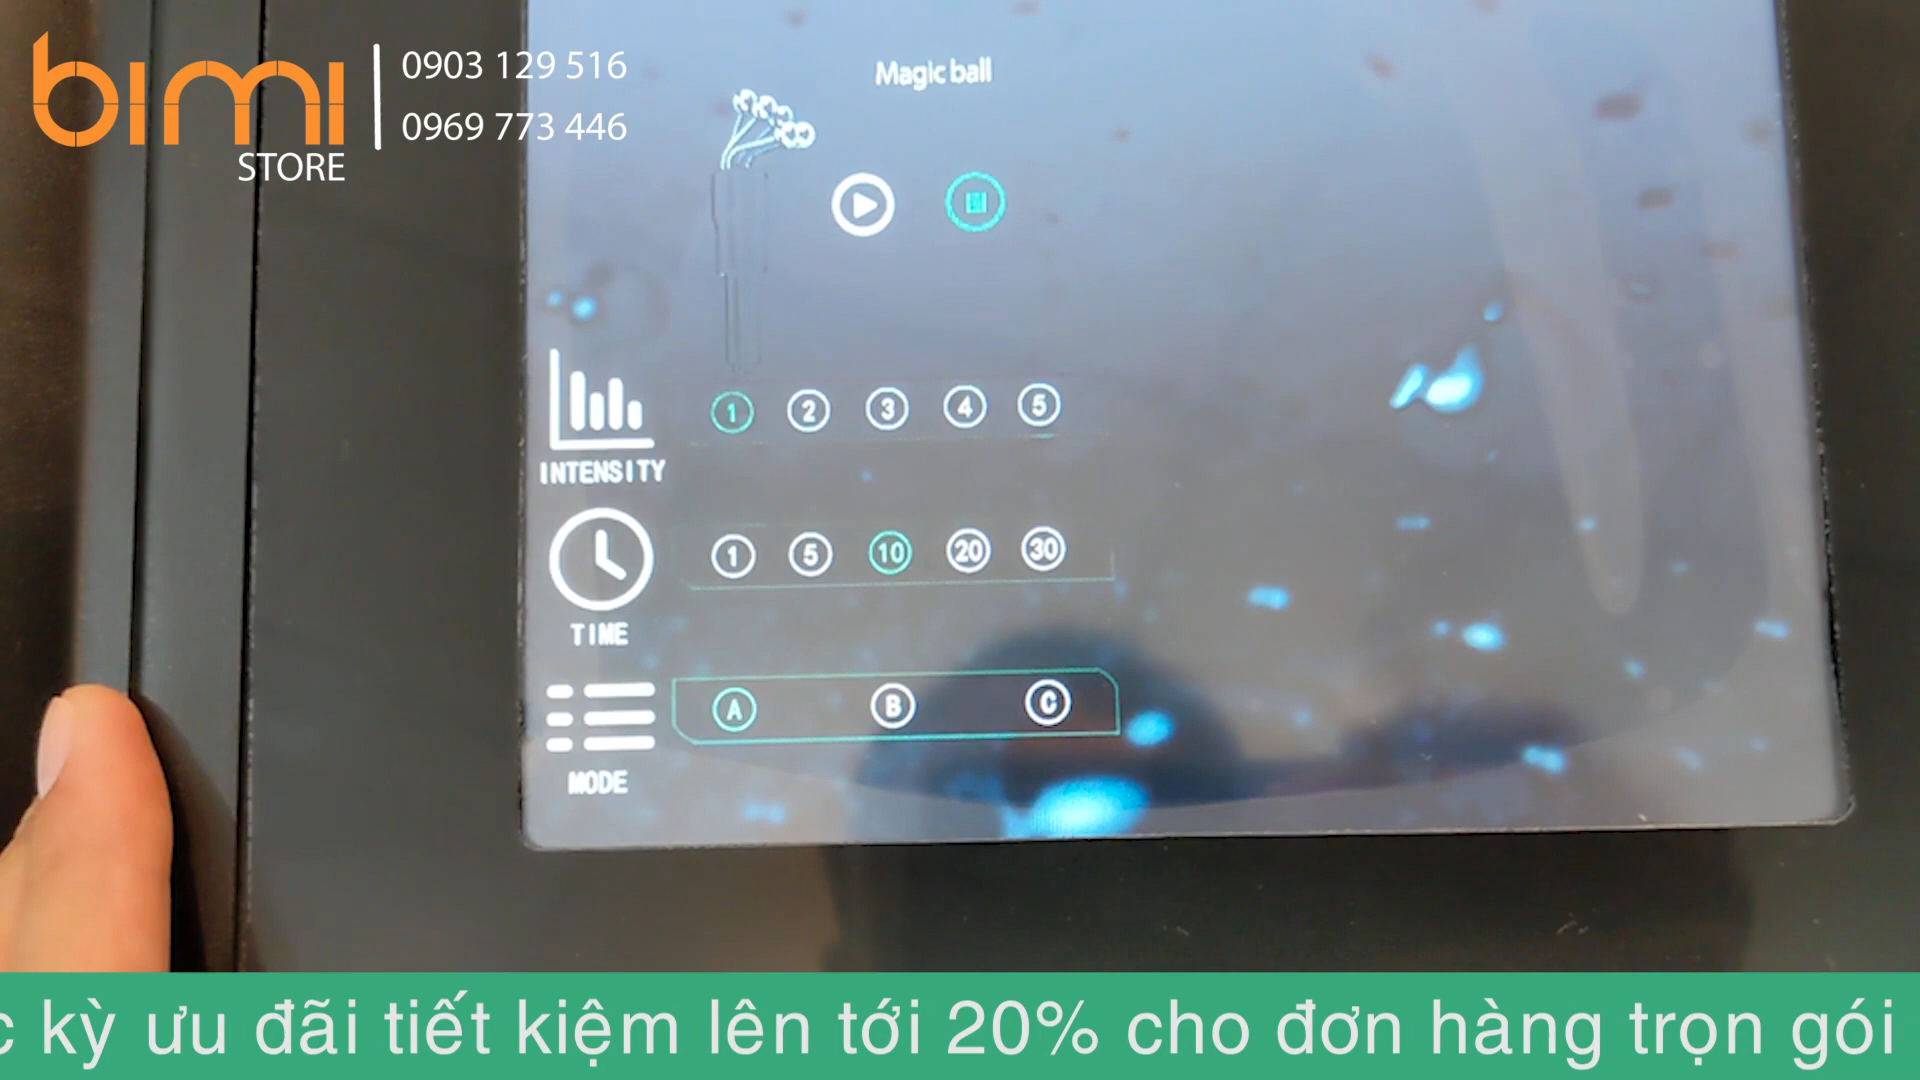 bimi
STORE
0903 129 516
0969 773 446
Magic ball
1 2 3 4 5
INTENSITY
1 5 10 20 30
TIME
A B C
MODE
kỳ ưu đãi tiết kiệm lên tới 20% cho đơn hàng trọn gói